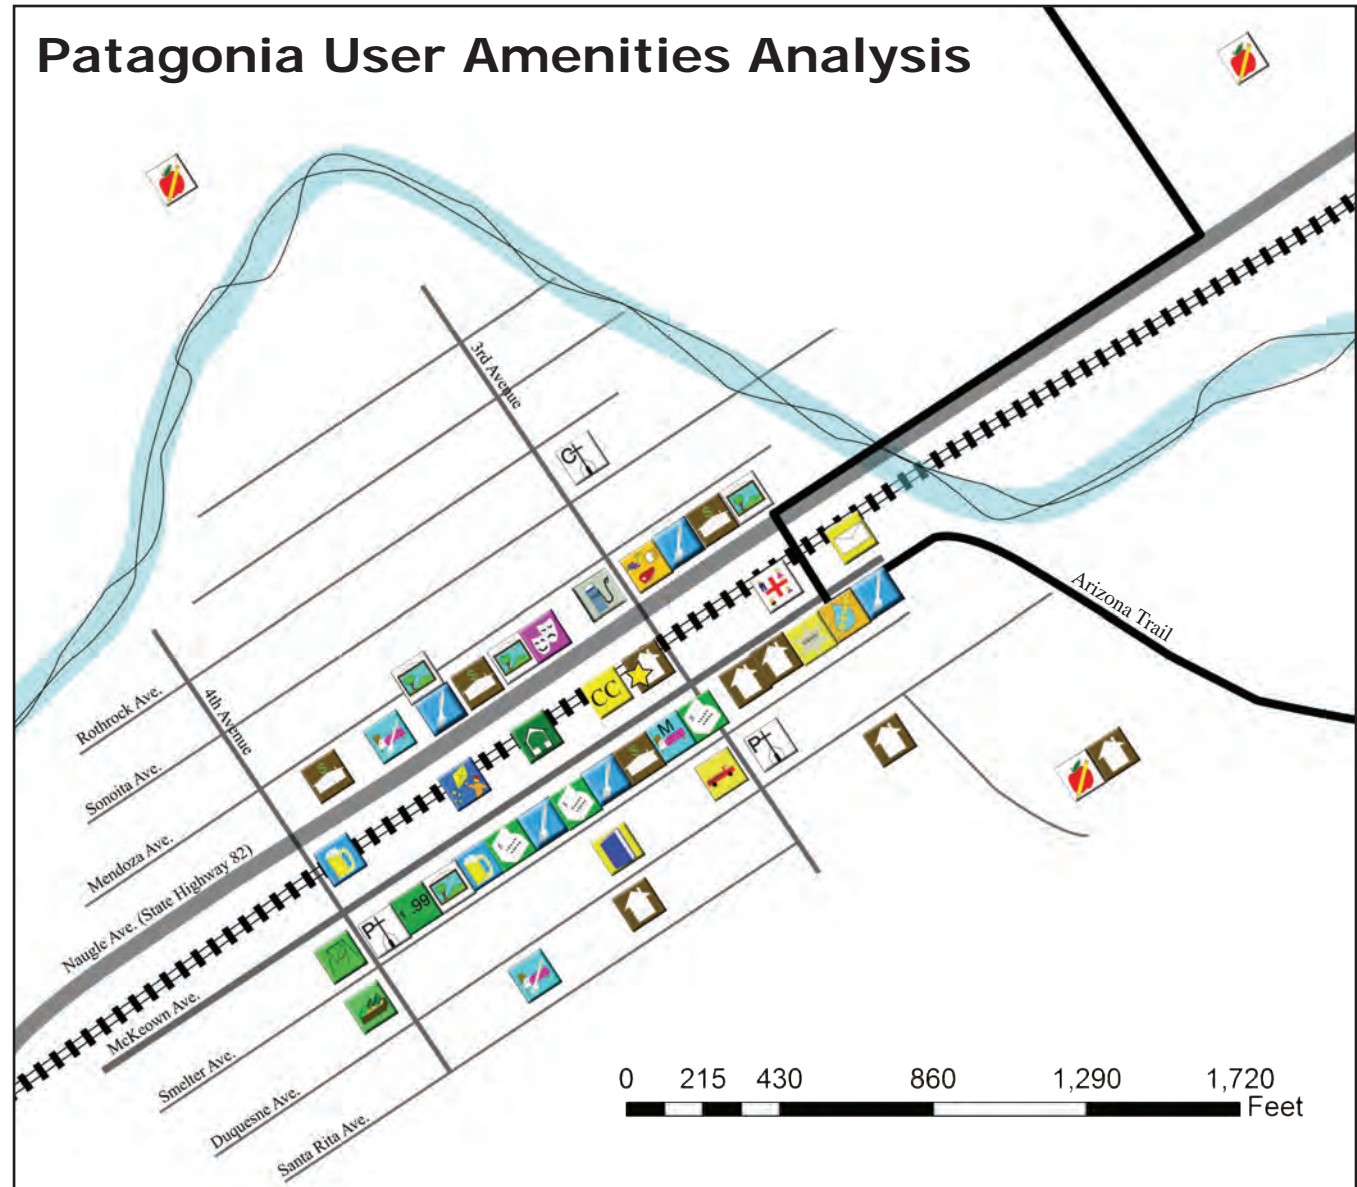 Patagonia User Amenities Analysis
3rd Avenue
C
Arizona Trail
Rothrock Ave.
4th Avenue
S
S
CC
Sonoita Ave.
S
S
M
P
Mendoza Ave.
Naugle Ave. (State Highway 82)
.99
P
McKeown Ave.
Smelter Ave.
Duquesne Ave.
Santa Rita Ave.
0 215 430 860 1,290 1,720
Feet